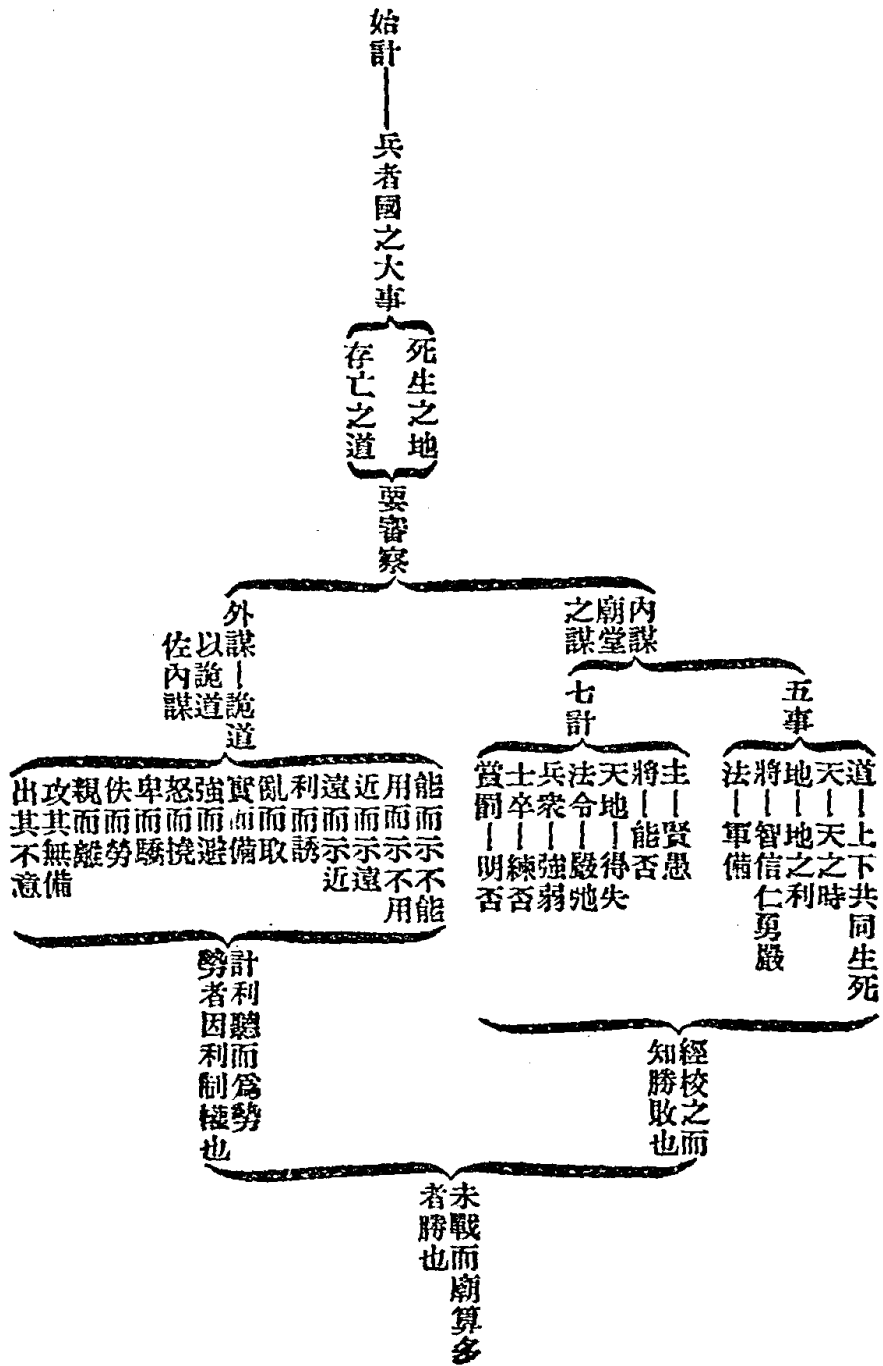 始計
兵者國之大事
死生之地
存亡之道
要審察
內謀
廟堂
之謀
五事
道—上下共同生死
天—天之時
地—地之利
將—智信仁勇嚴
法—軍備
七計
主—賢愚
將—能否
天地—得失
法令—嚴弛
兵衆—強弱
士卒—練否
賞罰—明否
經校之而
知勝敗也
外謀—詭道
以詭道
佐內謀
能而示不能
用而示不用
近而示遠
遠而示近
利而誘
亂而取
實而備
強而避
怒而撓
卑而驕
佚而勞
親而離
攻其無備
出其不意
計利聽而爲勢
勢者因利制權也
未戰而廟算多
者勝也